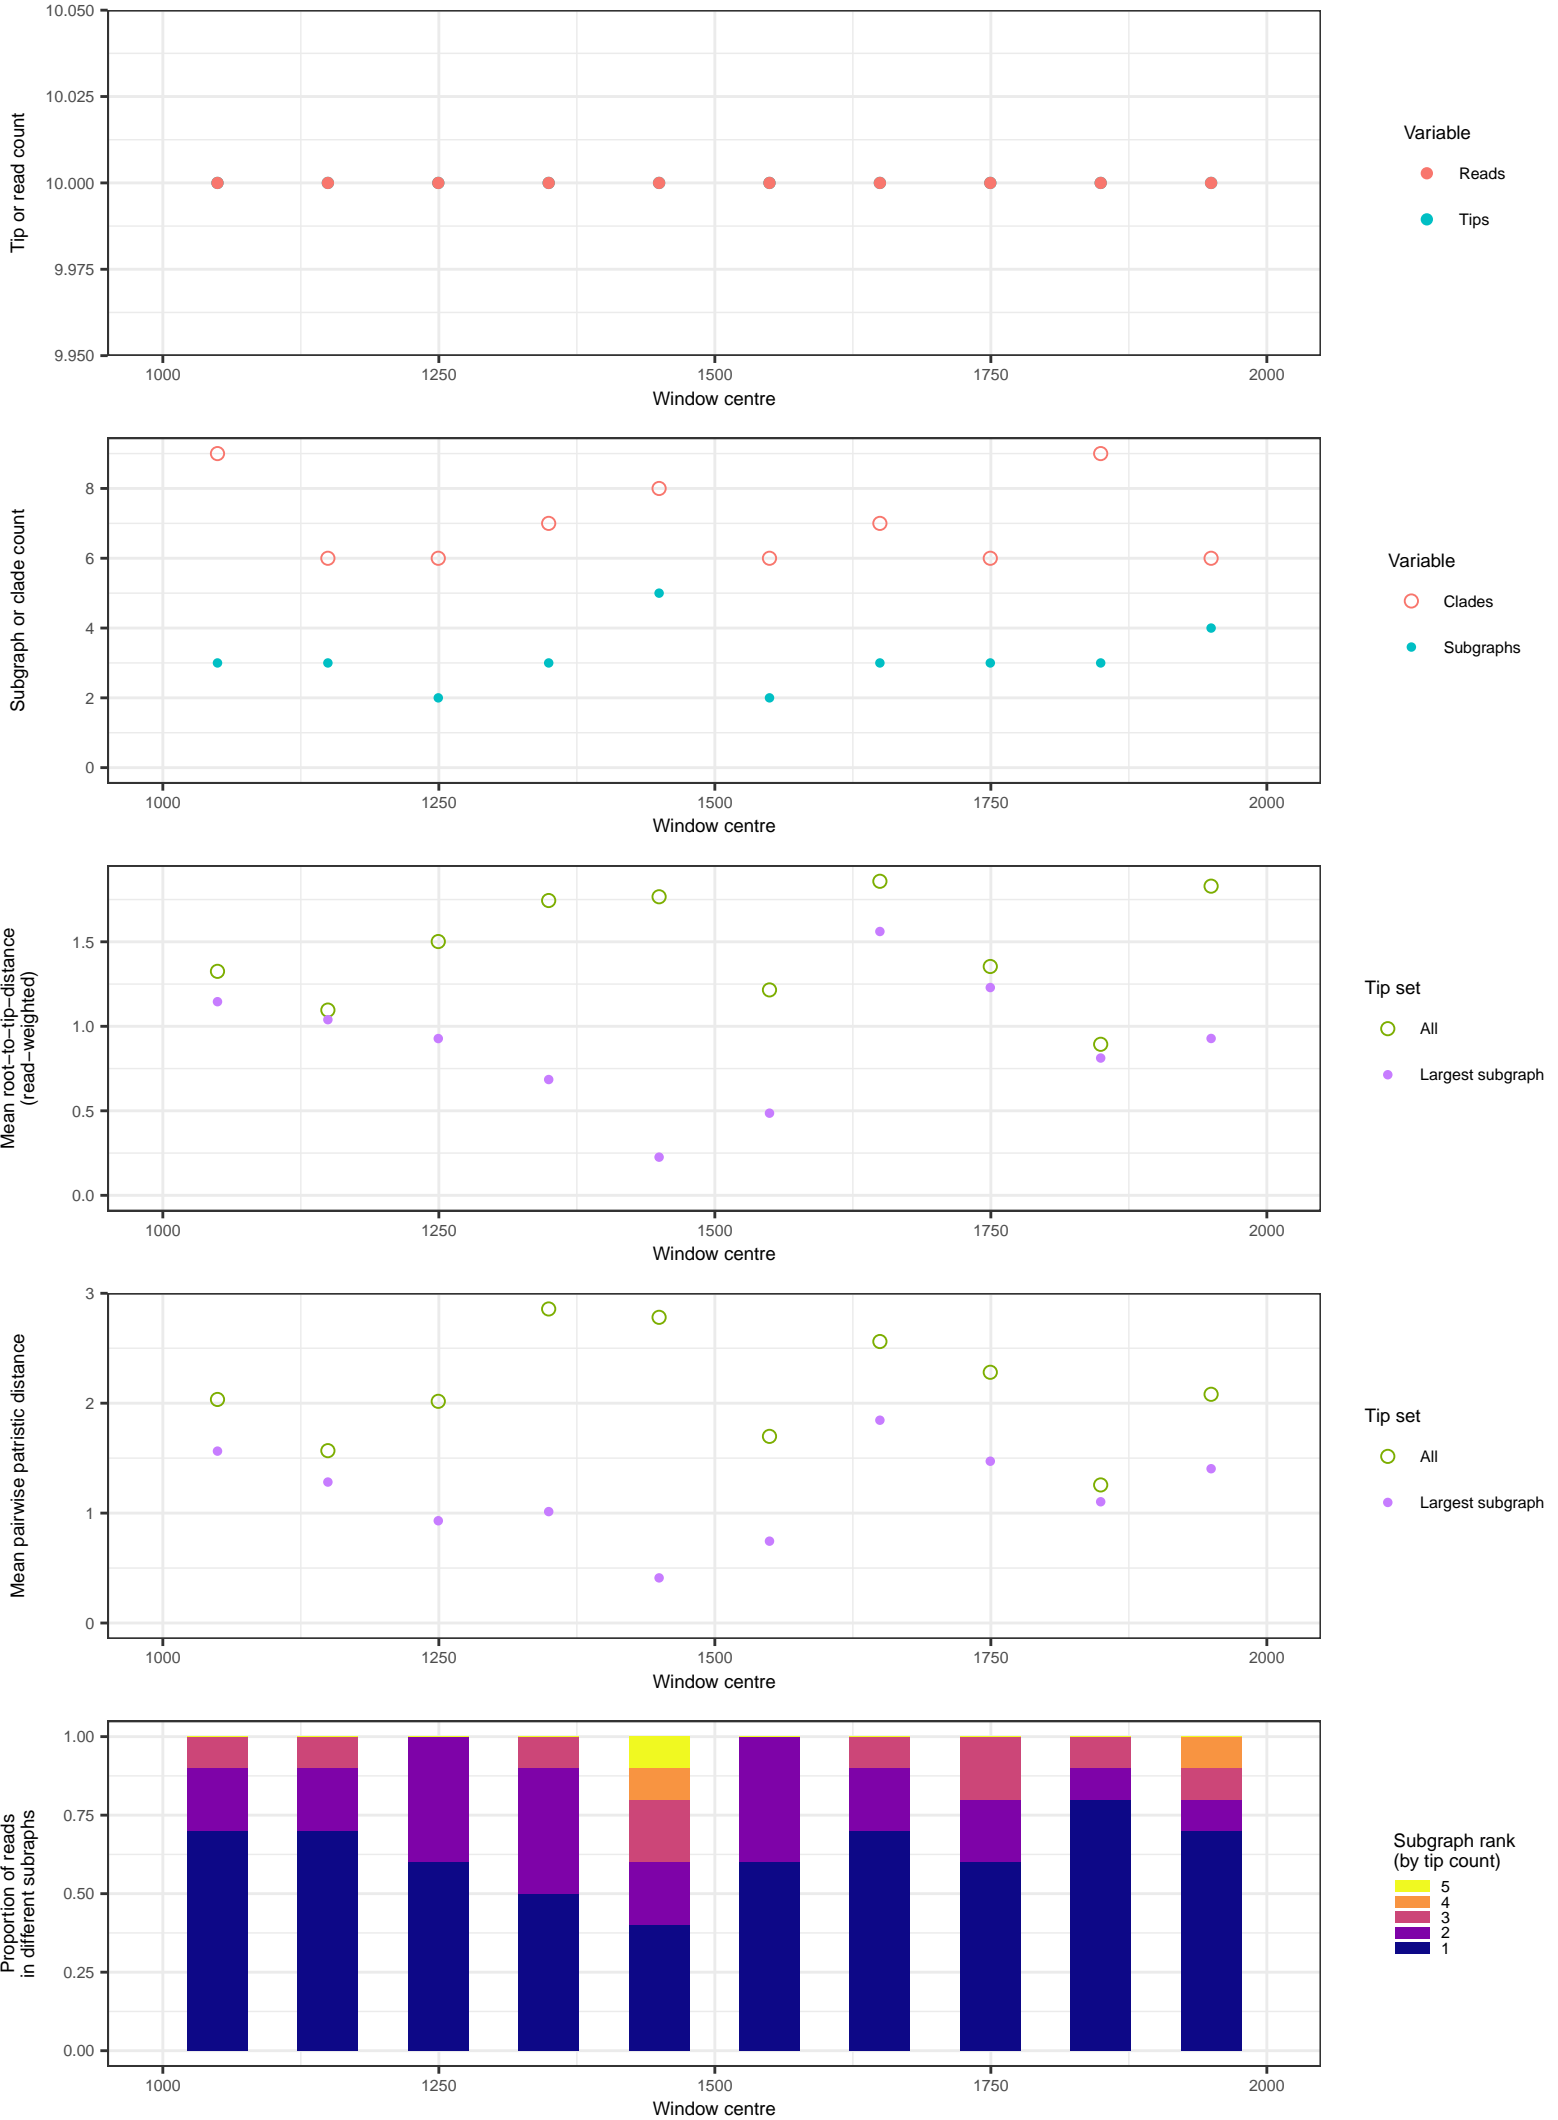 10.050
10.025
10.000
9.975
9.950
Tip or read count
1000 1250 1500 1750 2000
Window centre
Variable
Reads
Tips
8
6
4
2
0
Subgraph or clade count
1000 1250 1500 1750 2000
Window centre
Variable
Clades
Subgraphs
1.5
1.0
0.5
0.0
Mean root−to−tip−distance
(read−weighted)
1000 1250 1500 1750 2000
Window centre
Tip set
All
Largest subgraph
3
2
1
0
Mean pairwise patristic distance
1000 1250 1500 1750 2000
Window centre
Tip set
All
Largest subgraph
1.00
0.75
0.50
0.25
0.00
Proportion of reads
in different subraphs
1000 1250 1500 1750 2000
Window centre
Subgraph rank
(by tip count)
5
4
3
2
1